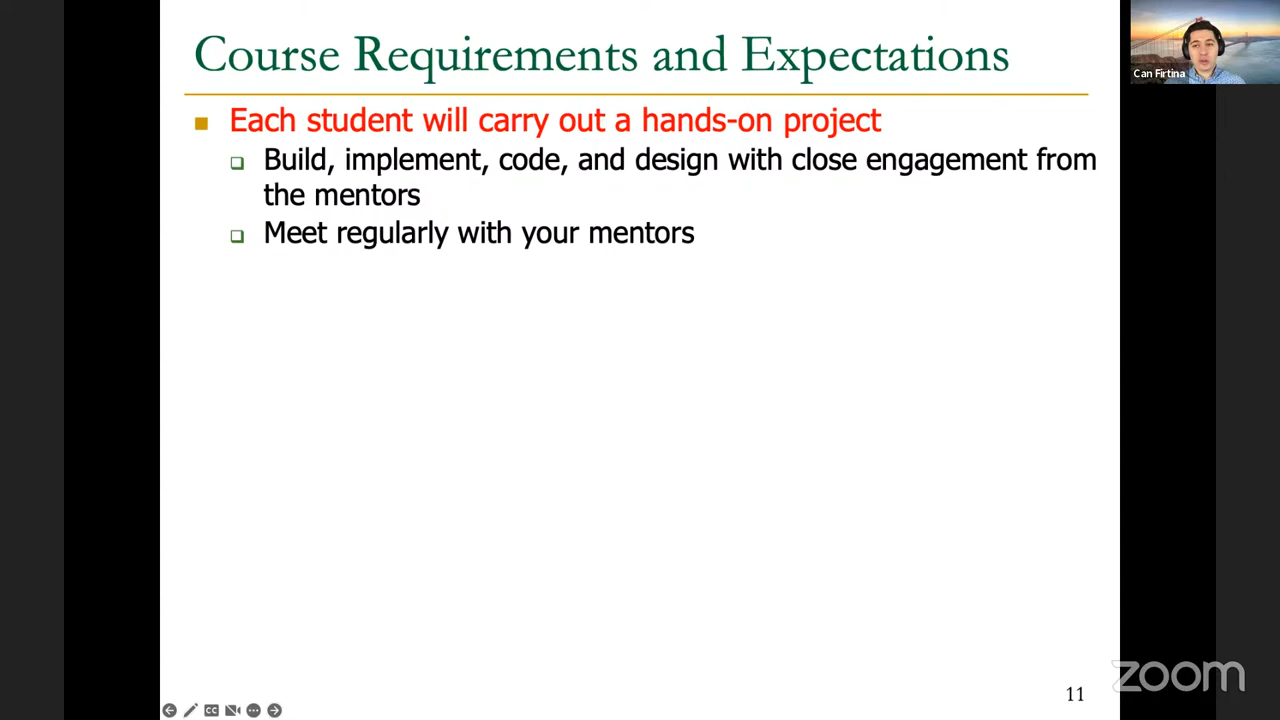 Course Requirements and Expectations
Each student will carry out a hands-on project
Build, implement, code, and design with close engagement from
the mentors
Meet regularly with your mentors
Can Firtina
11
zoom